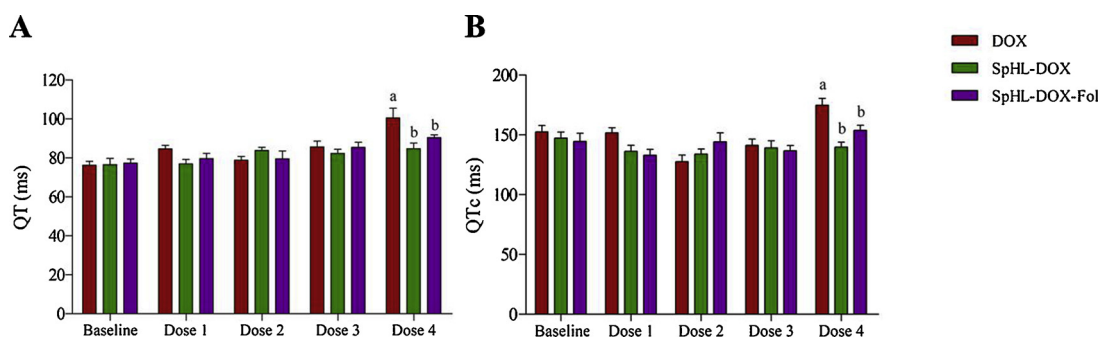 A
QT (ms)
120
100
80
60
40
20
0
a
b
b
Baseline
Dose 1
Dose 2
Dose 3
Dose 4
B
QTc (ms)
200
150
100
50
0
a
b
b
Baseline
Dose 1
Dose 2
Dose 3
Dose 4
DOX
SpHL-DOX
SpHL-DOX-Fol